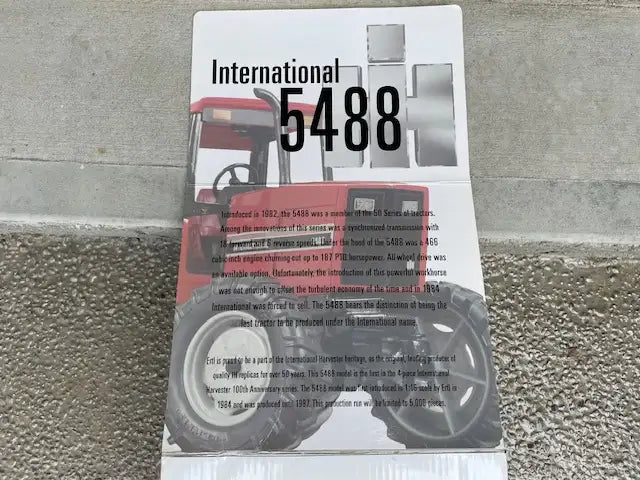 International
5488
IH
Introduced in 1982, the 5488 was a member of the 50 Series of tractors.
Among the innovations of this series was a synchronized transmission with
18 forward and 6 reverse speeds. Under the hood of the 5488 was a 466
cubic inch engine churning out up to 187 PTO horsepower. All-wheel drive was
an available option. Unfortunately, the introduction of this powerful workhorse
was not enough to offset the turbulent economy of the time and in 1984
International was forced to sell. The 5488 bears the distinction of being the
last tractor to be produced under the International name.
Ertl is proud to be a part of the International Harvester heritage, as the original, leading producer of
quality IH replicas for over 50 years. This 5488 model is the first in the 4-piece International
Harvester 100th Anniversary series. The 5488 model was first introduced in 1:16 scale by Ertl in
1984 and was produced until 1987. This production run will be limited to 5,000 pieces.